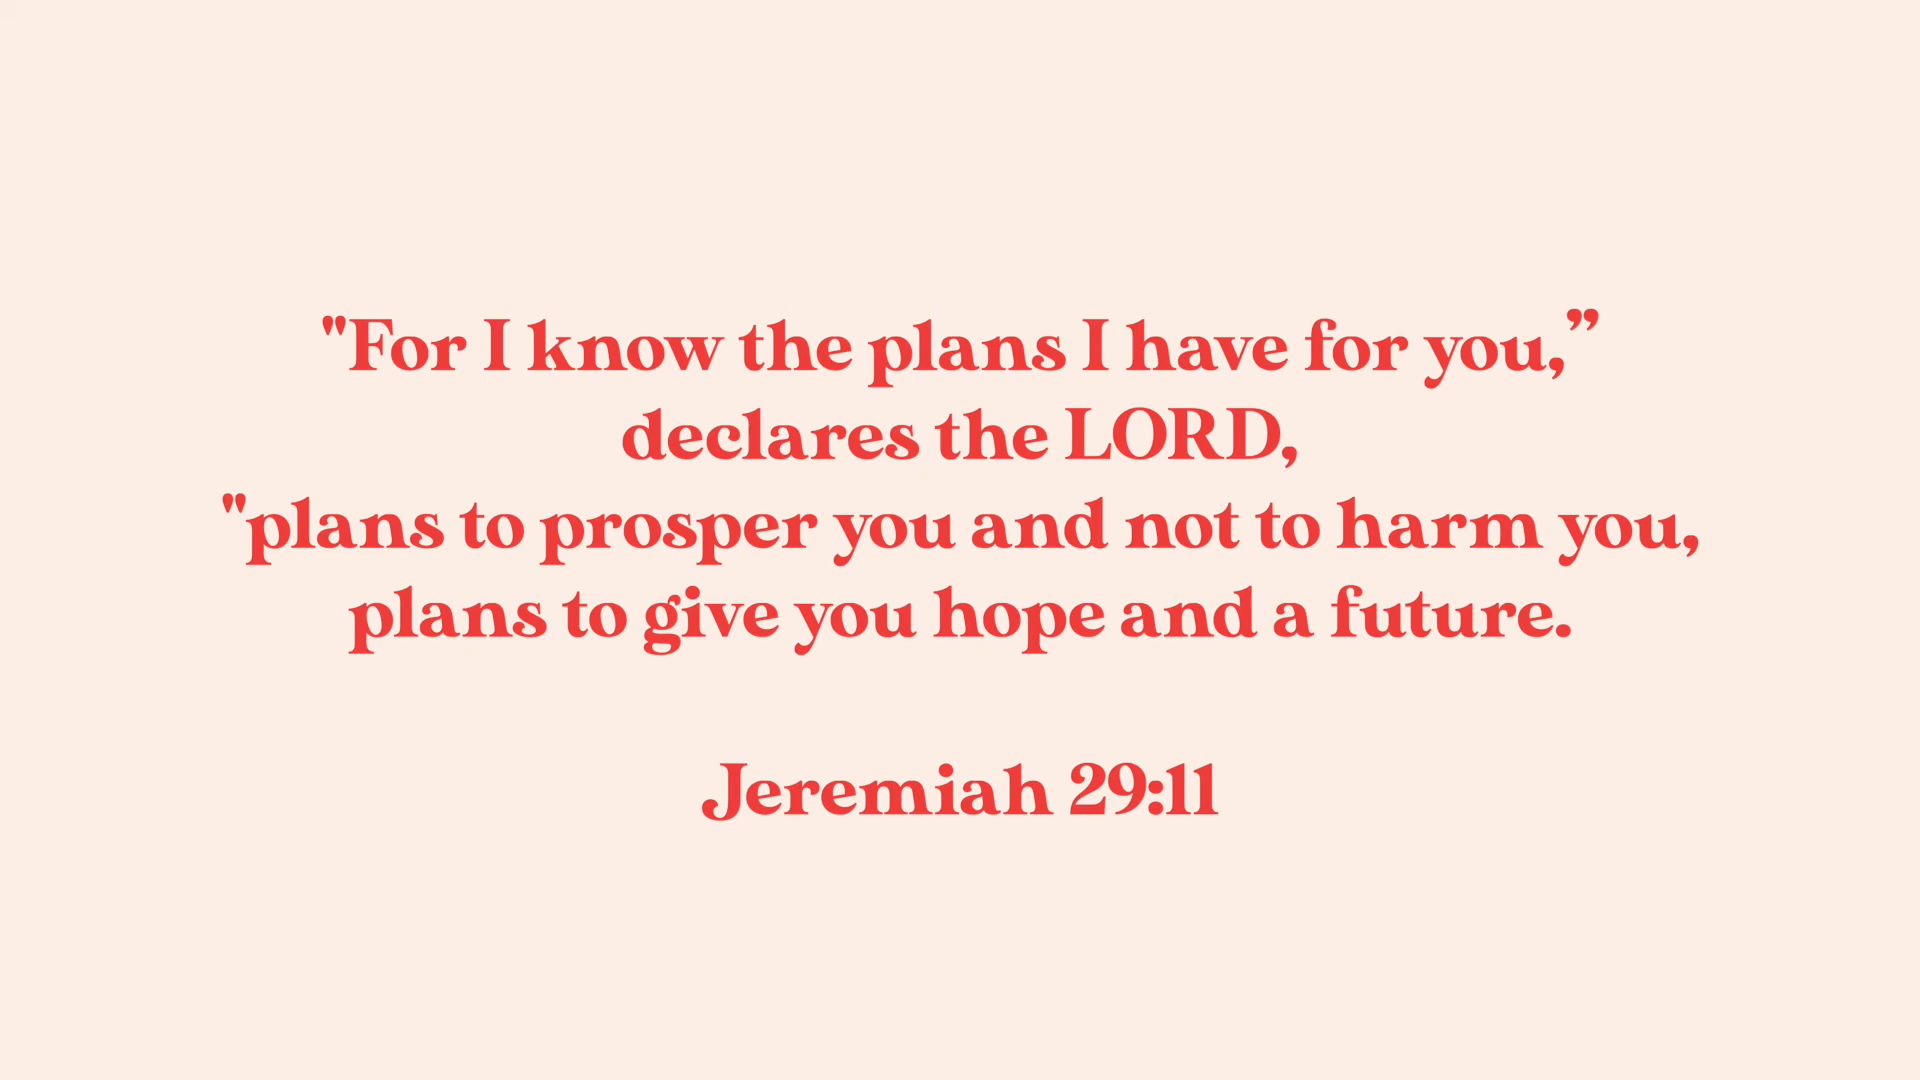 "For I know the plans I have for you,”
declares the LORD,
"plans to prosper you and not to harm you,
plans to give you hope and a future.
Jeremiah 29:11